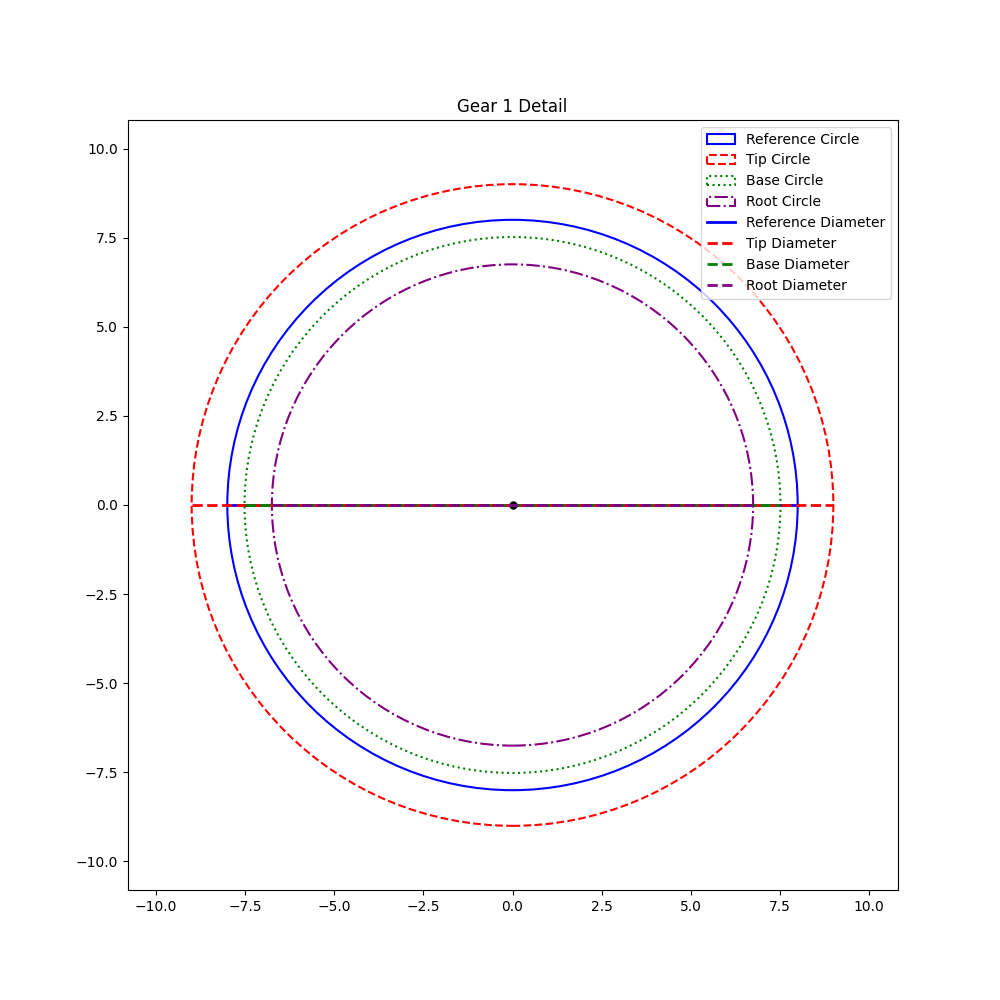 Gear 1 Detail
Reference Circle
Tip Circle
Base Circle
Root Circle
Reference Diameter
Tip Diameter
Base Diameter
Root Diameter
10.0
7.5
5.0
2.5
0.0
−2.5
−5.0
−7.5
−10.0
−10.0 −7.5 −5.0 −2.5 0.0 2.5 5.0 7.5 10.0